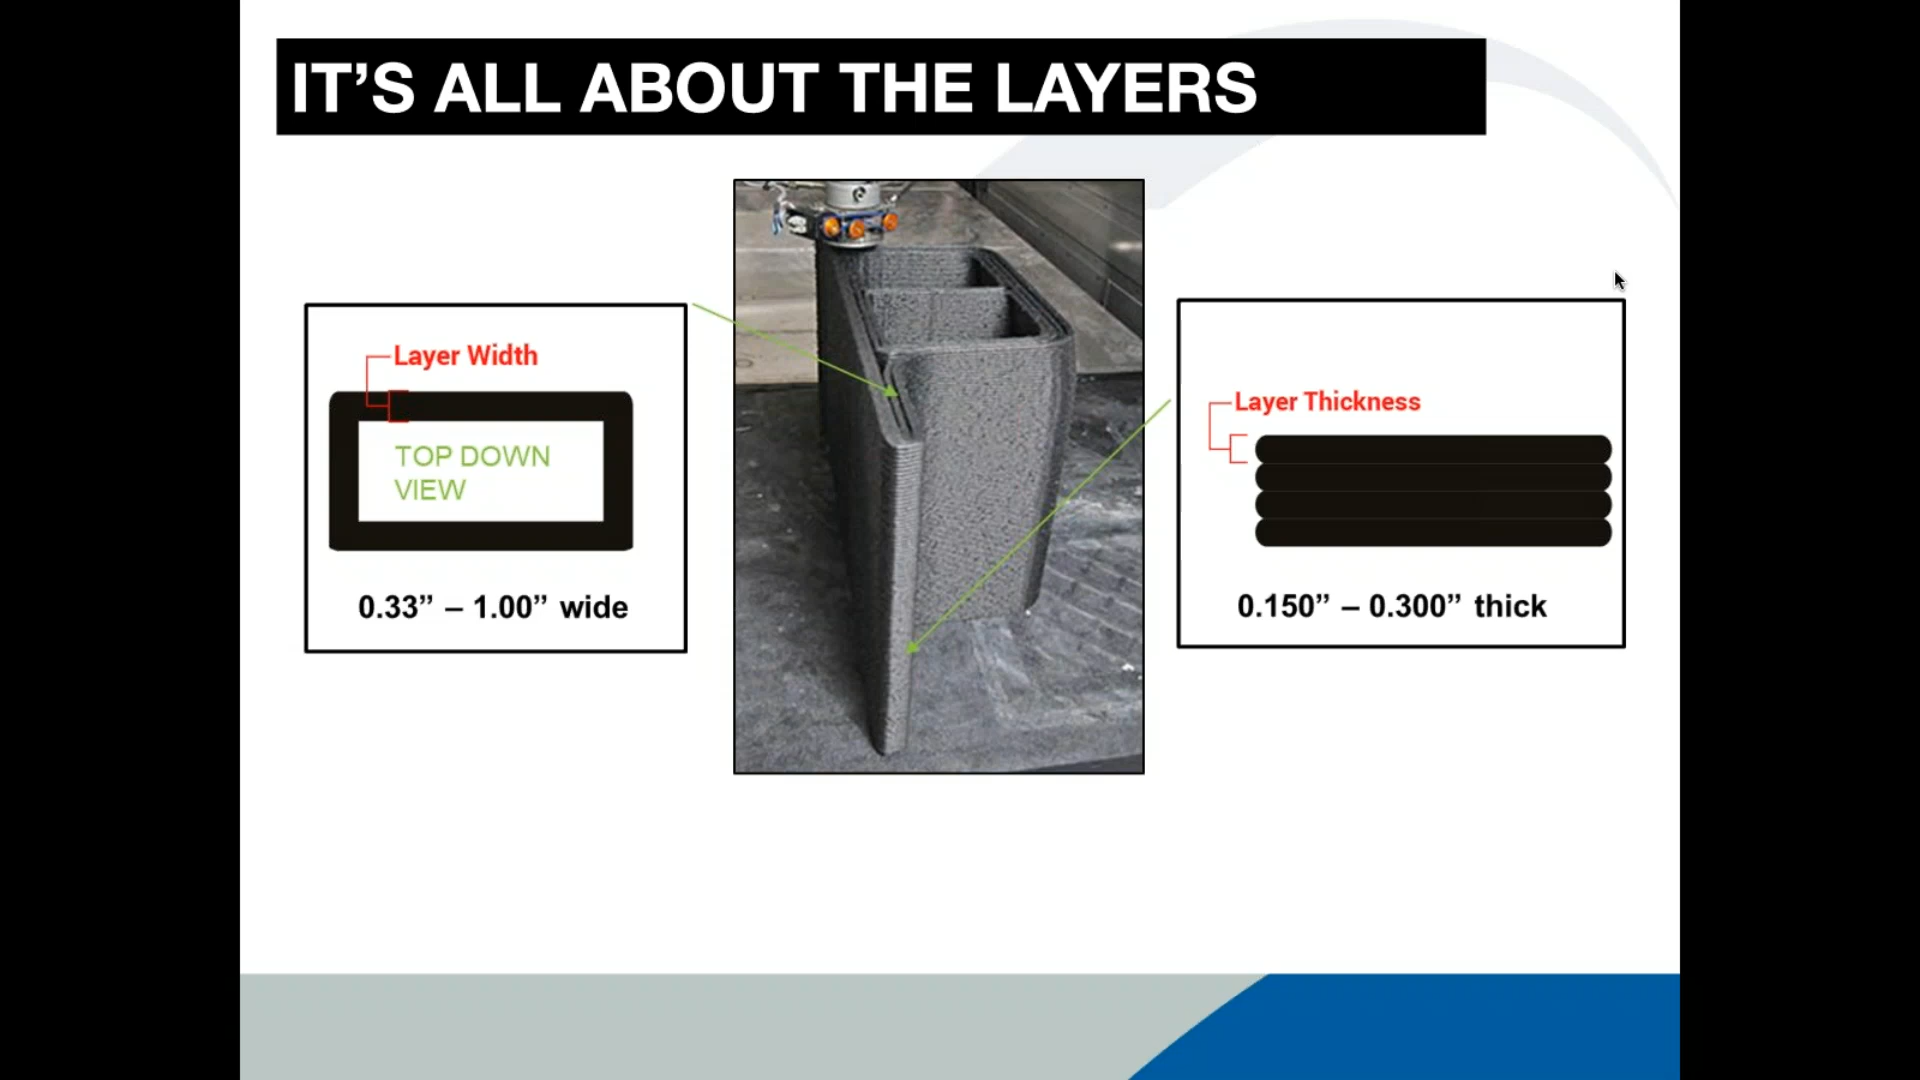 IT’S ALL ABOUT THE LAYERS
Layer Width
TOP DOWN
VIEW
0.33” – 1.00” wide
Layer Thickness
0.150” – 0.300” thick